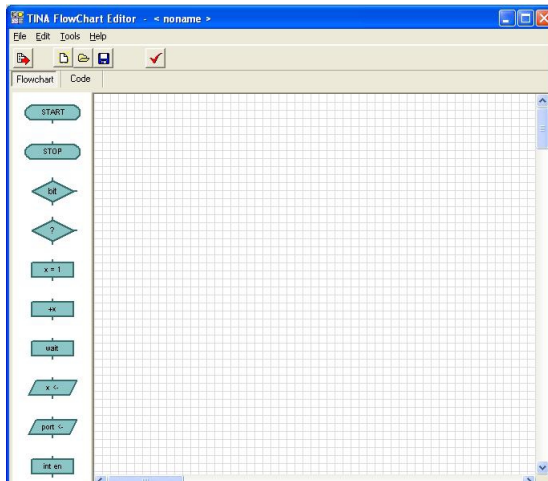 TINA FlowChart Editor - < noname >
File Edit Tools Help
Flowchart Code
START
STOP
bit
?
x = 1
+x
wait
x <-
port <-
int en